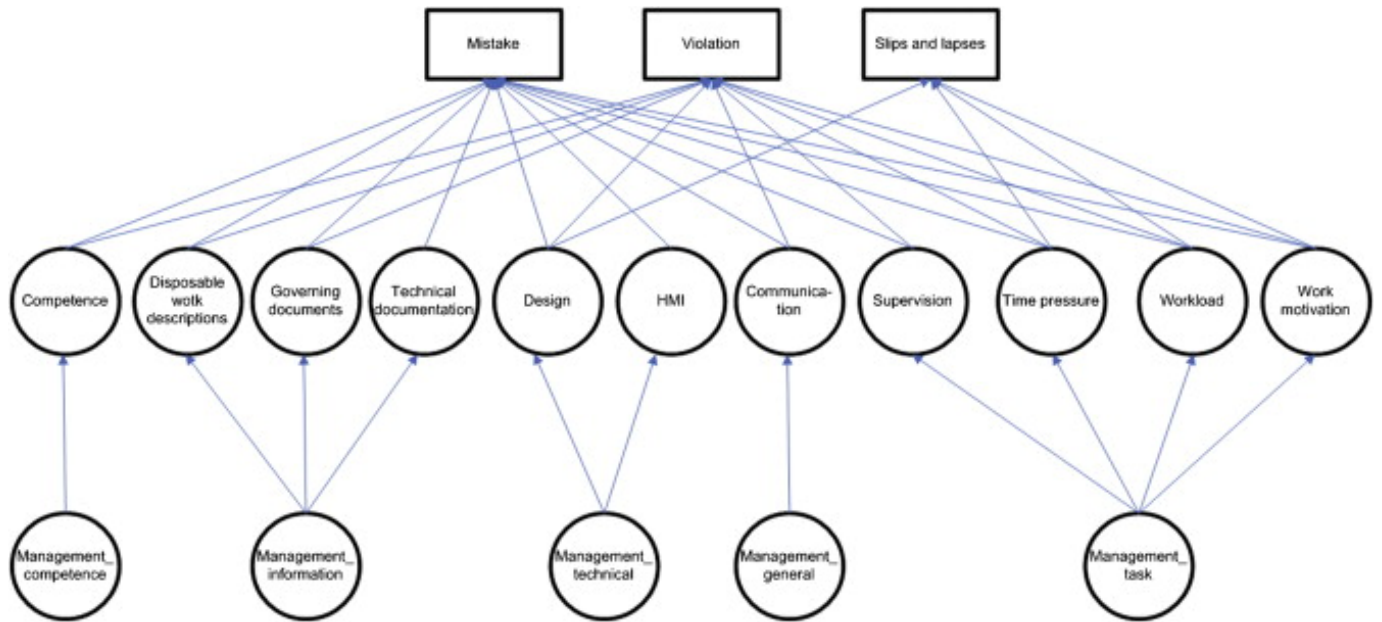 Mistake
Violation
Slips and lapses
Competence
Disposable
wotk
descriptions
Governing
documents
Technical
documentation
Design
HMI
Communica-
tion
Supervision
Time pressure
Workload
Work
motivation
Management_
competence
Management_
information
Management_
technical
Management_
general
Management_
task